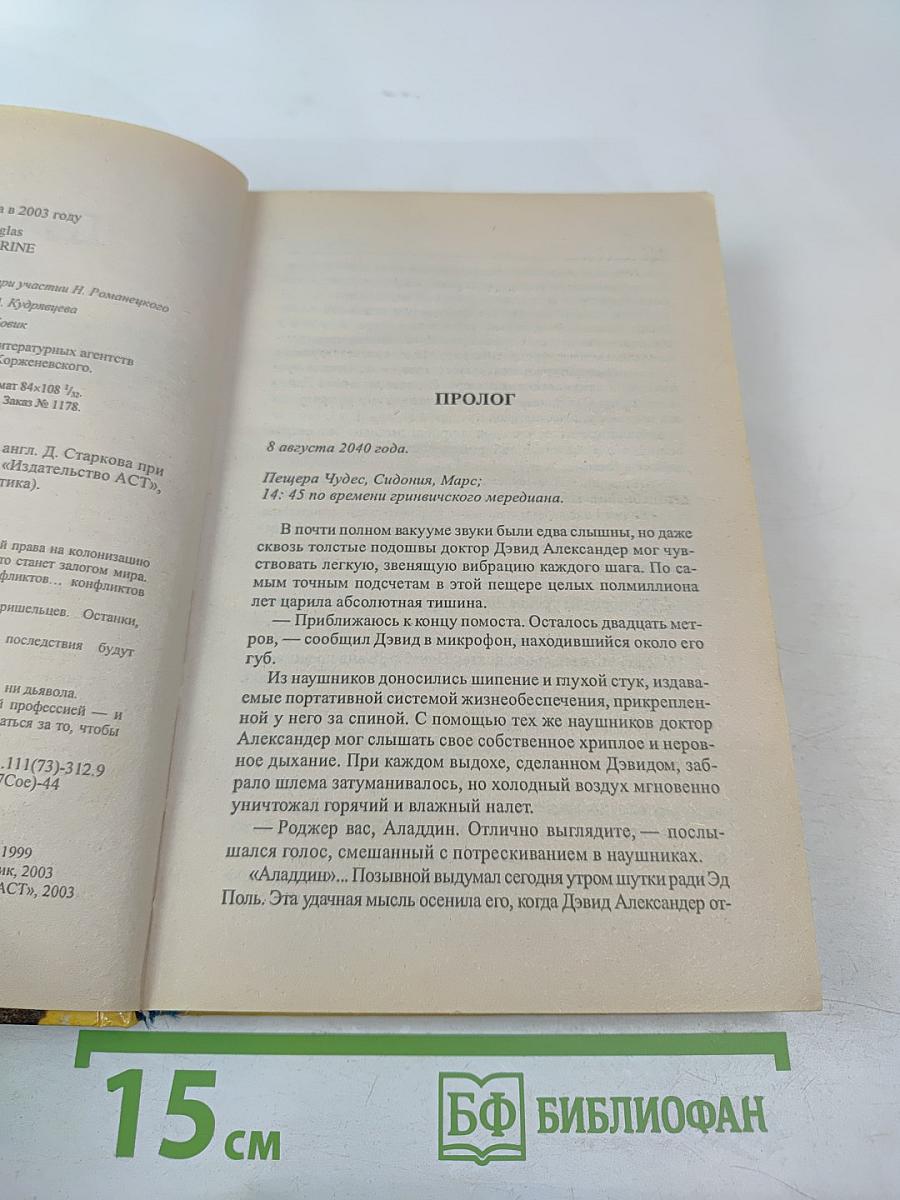 а в 2003 году
glas
RINE
при участии Н. Романецкого
Кудрявцева
овик
итературных агентств
Корженевского.
мат 84×108 1/32.
Заказ № 1178.
англ. Д. Старкова при
«Издательство АСТ»,
тика).
й права на колонизацию
то станет залогом мира.
фликтов... конфликтов
ришельцев. Останки,
последствия будут
ни дьявола.
й профессией — и
аться за то, чтобы
.111(73)-312.9
7Сое)-44
1999
ик, 2003
АСТ», 2003
ПРОЛОГ
8 августа 2040 года.
Пещера Чудес, Сидония, Марс;
14: 45 по времени гринвичского меридиана.
В почти полном вакууме звуки были едва слышны, но даже
сквозь толстые подошвы доктор Дэвид Александер мог чув-
ствовать легкую, звенящую вибрацию каждого шага. По са-
мым точным подсчетам в этой пещере целых полмиллиона
лет царила абсолютная тишина.
— Приближаюсь к концу помоста. Осталось двадцать мет-
ров, — сообщил Дэвид в микрофон, находившийся около его
губ.
Из наушников доносились шипение и глухой стук, издава-
емые портативной системой жизнеобеспечения, прикреплен-
ной у него за спиной. С помощью тех же наушников доктор
Александер мог слышать свое собственное хриплое и неров-
ное дыхание. При каждом выдохе, сделанном Дэвидом, заб-
рало шлема затуманивалось, но холодный воздух мгновенно
уничтожал горячий и влажный налет.
— Роджер вас, Аладдин. Отлично выглядите, — послы-
шался голос, смешанный с потрескиванием в наушниках.
«Аладдин»... Позывной выдумал сегодня утром шутки ради Эд
Поль. Эта удачная мысль осенила его, когда Дэвид Александер от-
15 см
БФ БИБЛИОФАН